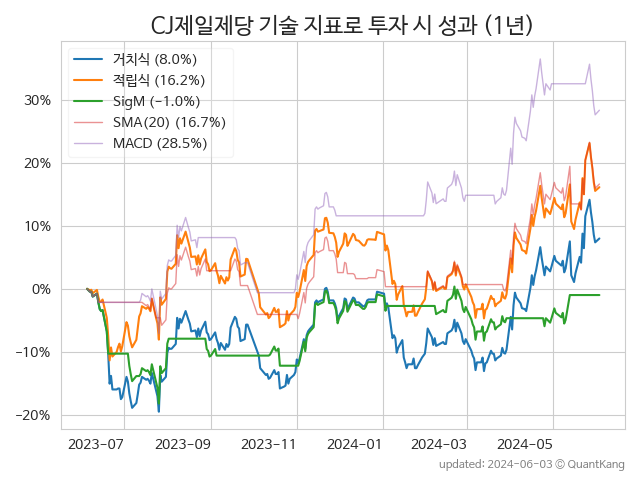 CJ제일제당 기술 지표로 투자 시 성과 (1년)
거치식 (8.0%)
적립식 (16.2%)
SigM (−1.0%)
SMA(20) (16.7%)
MACD (28.5%)
30%
20%
10%
0%
−10%
−20%
2023-07 2023-09 2023-11 2024-01 2024-03 2024-05
updated: 2024-06-03 ⓒ QuantKang